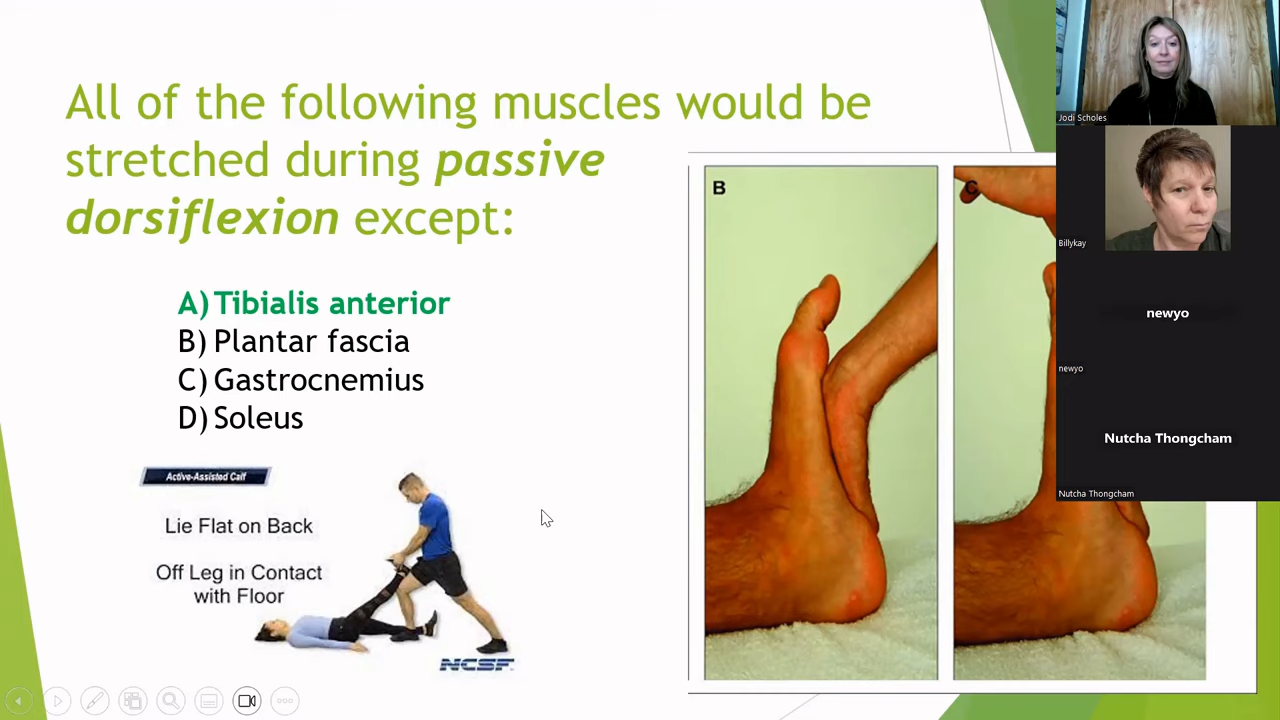 All of the following muscles would be
stretched during passive
dorsiflexion except:
A) Tibialis anterior
B) Plantar fascia
C) Gastrocnemius
D) Soleus
Active-Assisted Calf
Lie Flat on Back
Off Leg in Contact
with Floor
NCSF
B
C
Jodi Scholes
Billykay
newyo
newyo
Nutcha Thongcham
Nutcha Thongcham